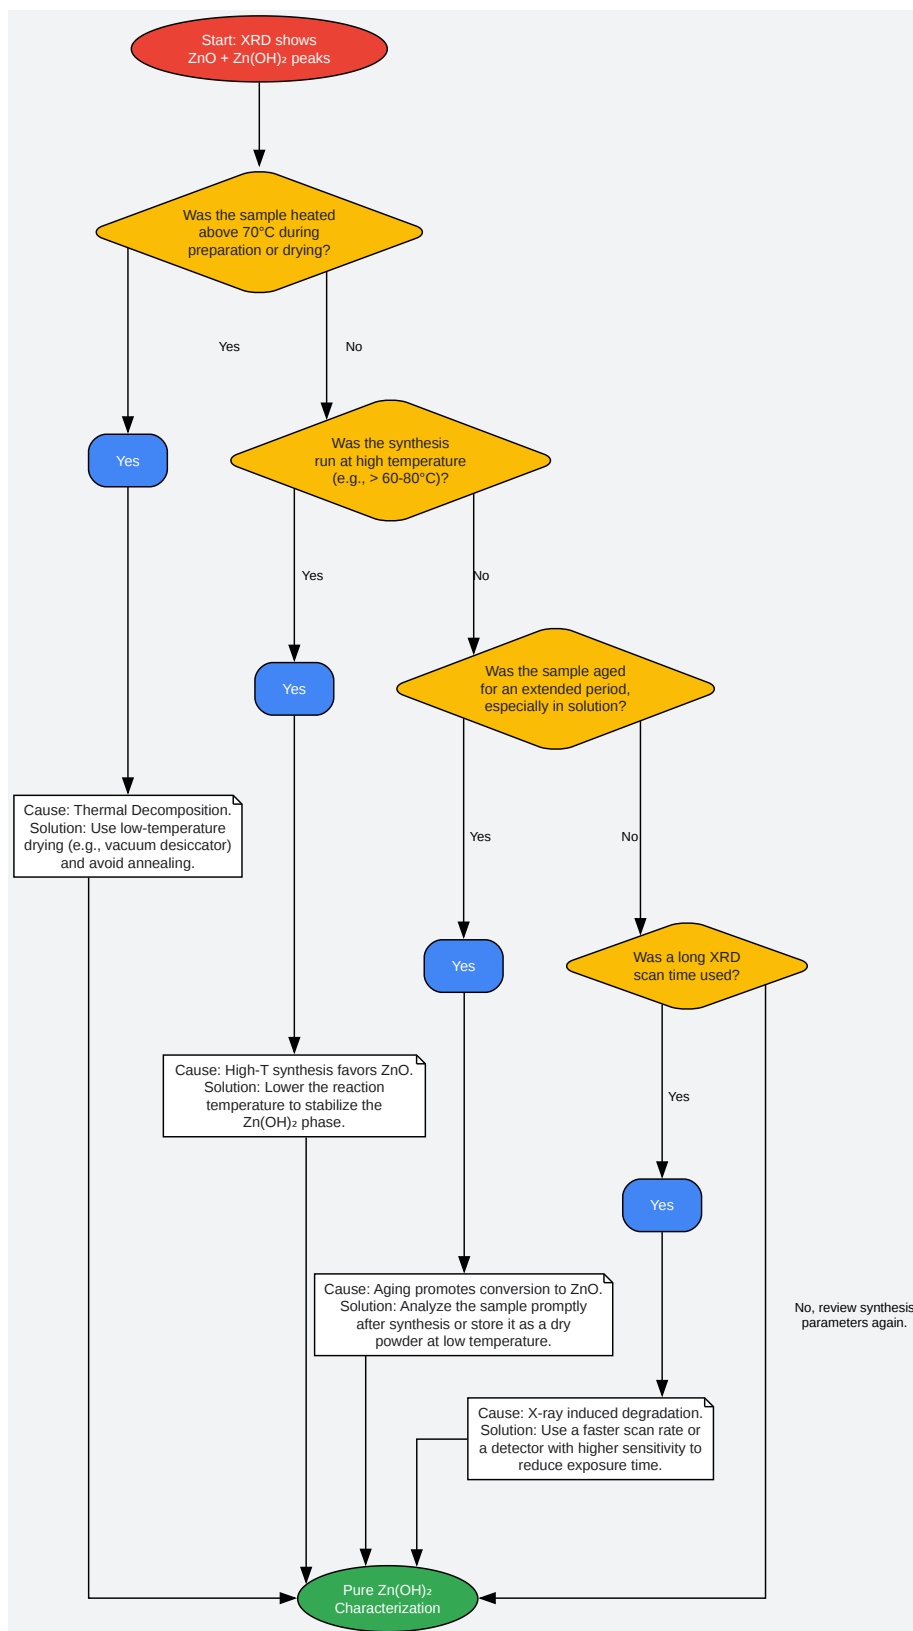 Start: XRD shows
ZnO + Zn(OH)₂ peaks
Was the sample heated
above 70°C during
preparation or drying?
Yes
No
Yes
Was the synthesis
run at high temperature
(e.g., > 60-80°C)?
Yes
No
Yes
Was the sample aged
for an extended period,
especially in solution?
Cause: Thermal Decomposition.
Solution: Use low-temperature
drying (e.g., vacuum desiccator)
and avoid annealing.
Yes
No
Yes
Was a long XRD
scan time used?
Cause: High-T synthesis favors ZnO.
Solution: Lower the reaction
temperature to stabilize the
Zn(OH)₂ phase.
Yes
Yes
Cause: Aging promotes conversion to ZnO.
Solution: Analyze the sample promptly
after synthesis or store it as a dry
powder at low temperature.
No, review synthesis
parameters again.
Cause: X-ray induced degradation.
Solution: Use a faster scan rate or
a detector with higher sensitivity to
reduce exposure time.
Pure Zn(OH)₂
Characterization